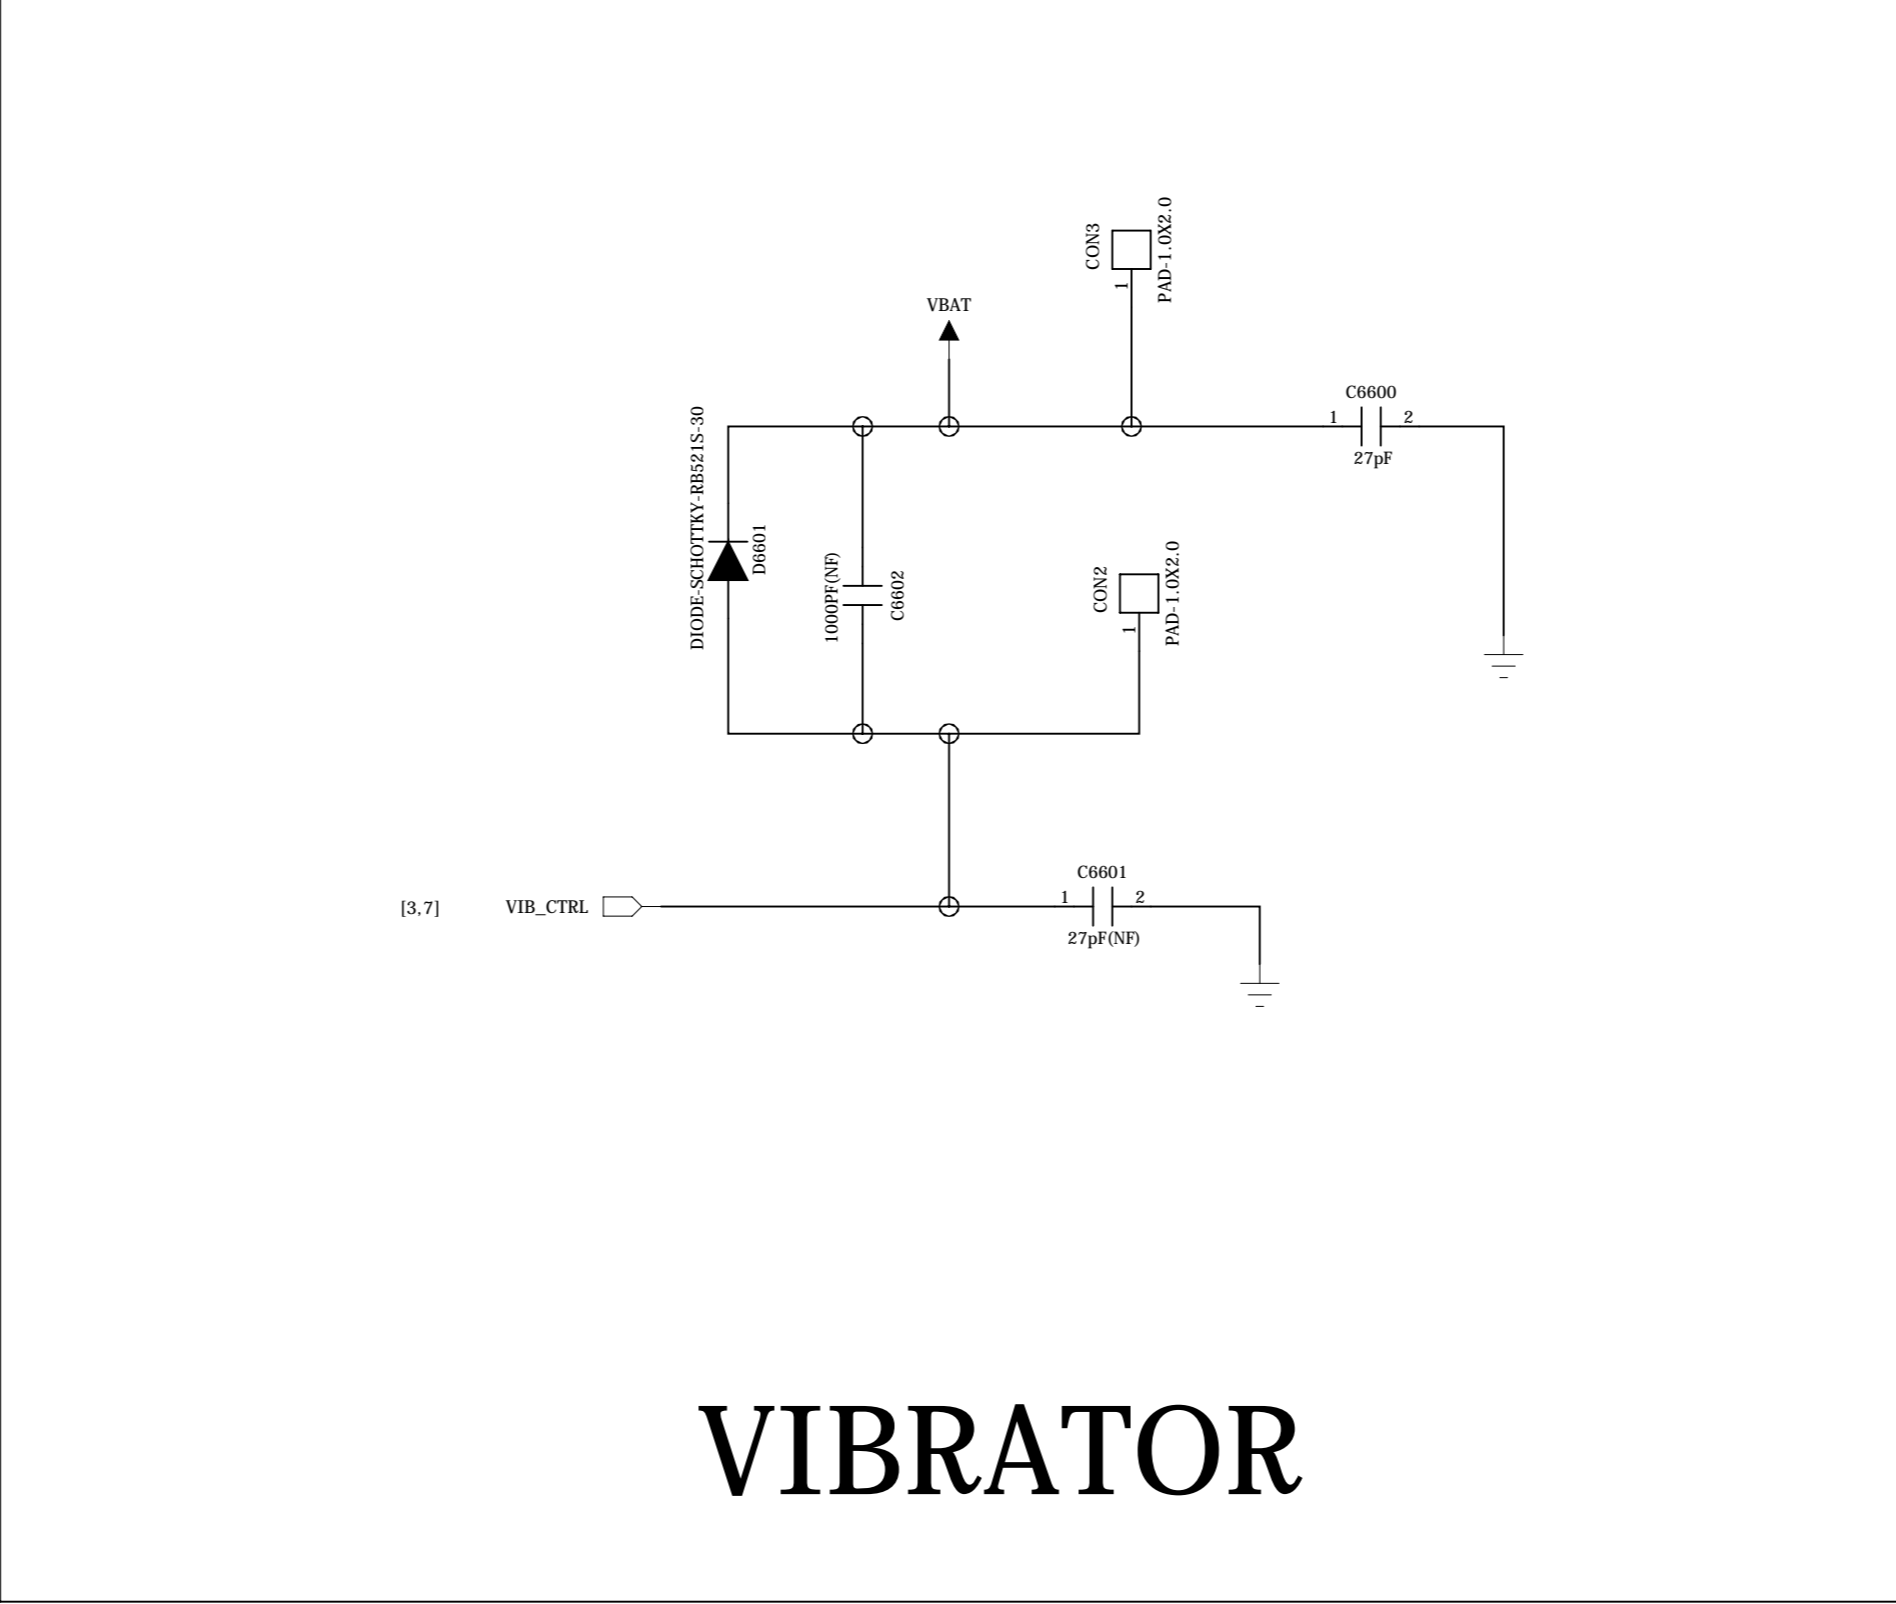 CON3
PAD-1.0X2.0
1
VBAT
C6600
1
2
27pF
DIODE-SCHOTTKY-RB521S-30
D6601
1000PF(NF)
C6602
CON2
PAD-1.0X2.0
1
C6601
[3,7]
VIB_CTRL
1
2
27pF(NF)
VIBRATOR